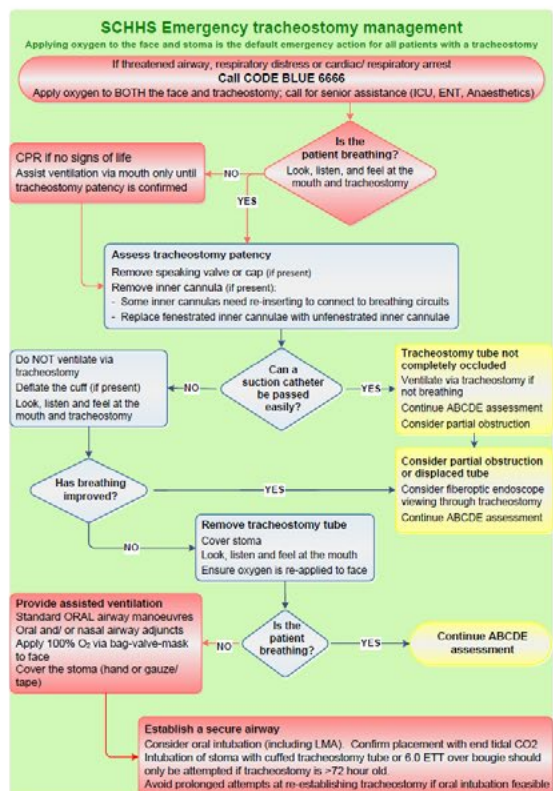 SCHHS Emergency tracheostomy management
Applying oxygen to the face and stoma is the default emergency action for all patients with a tracheostomy
If threatened airway, respiratory distress or cardiac/ respiratory arrest
Call CODE BLUE 6666
Apply oxygen to BOTH the face and tracheostomy; call for senior assistance (ICU, ENT, Anaesthetics)
Is the
patient breathing?
Look, listen, and feel at the
mouth and tracheostomy
NO
CPR if no signs of life
Assist ventilation via mouth only until
tracheostomy patency is confirmed
YES
Assess tracheostomy patency
Remove speaking valve or cap (if present)
Remove inner cannula (if present):
- Some inner cannulas need re-inserting to connect to breathing circuits
- Replace fenestrated inner cannulae with unfenestrated inner cannulae
Can a
suction catheter
be passed
easily?
NO
Do NOT ventilate via
tracheostomy
Deflate the cuff (if present)
Look, listen and feel at the
mouth and tracheostomy
YES
Tracheostomy tube not
completely occluded
Ventilate via tracheostomy if
not breathing
Continue ABCDE assessment
Consider partial obstruction
Has breathing
improved?
YES
Consider partial obstruction
or displaced tube
Consider fiberoptic endoscope
viewing through tracheostomy
Continue ABCDE assessment
NO
Remove tracheostomy tube
Cover stoma
Look, listen and feel at the mouth
Ensure oxygen is re-applied to face
Is the
patient
breathing?
YES
Continue ABCDE
assessment
NO
Provide assisted ventilation
Standard ORAL airway manoeuvres
Oral and/ or nasal airway adjuncts
Apply 100% O₂ via bag-valve-mask
to face
Cover the stoma (hand or gauze/
tape)
Establish a secure airway
Consider oral intubation (including LMA). Confirm placement with end tidal CO2
Intubation of stoma with cuffed tracheostomy tube or 6.0 ETT over bougie should
only be attempted if tracheostomy is >72 hour old.
Avoid prolonged attempts at re-establishing tracheostomy if oral intubation feasible